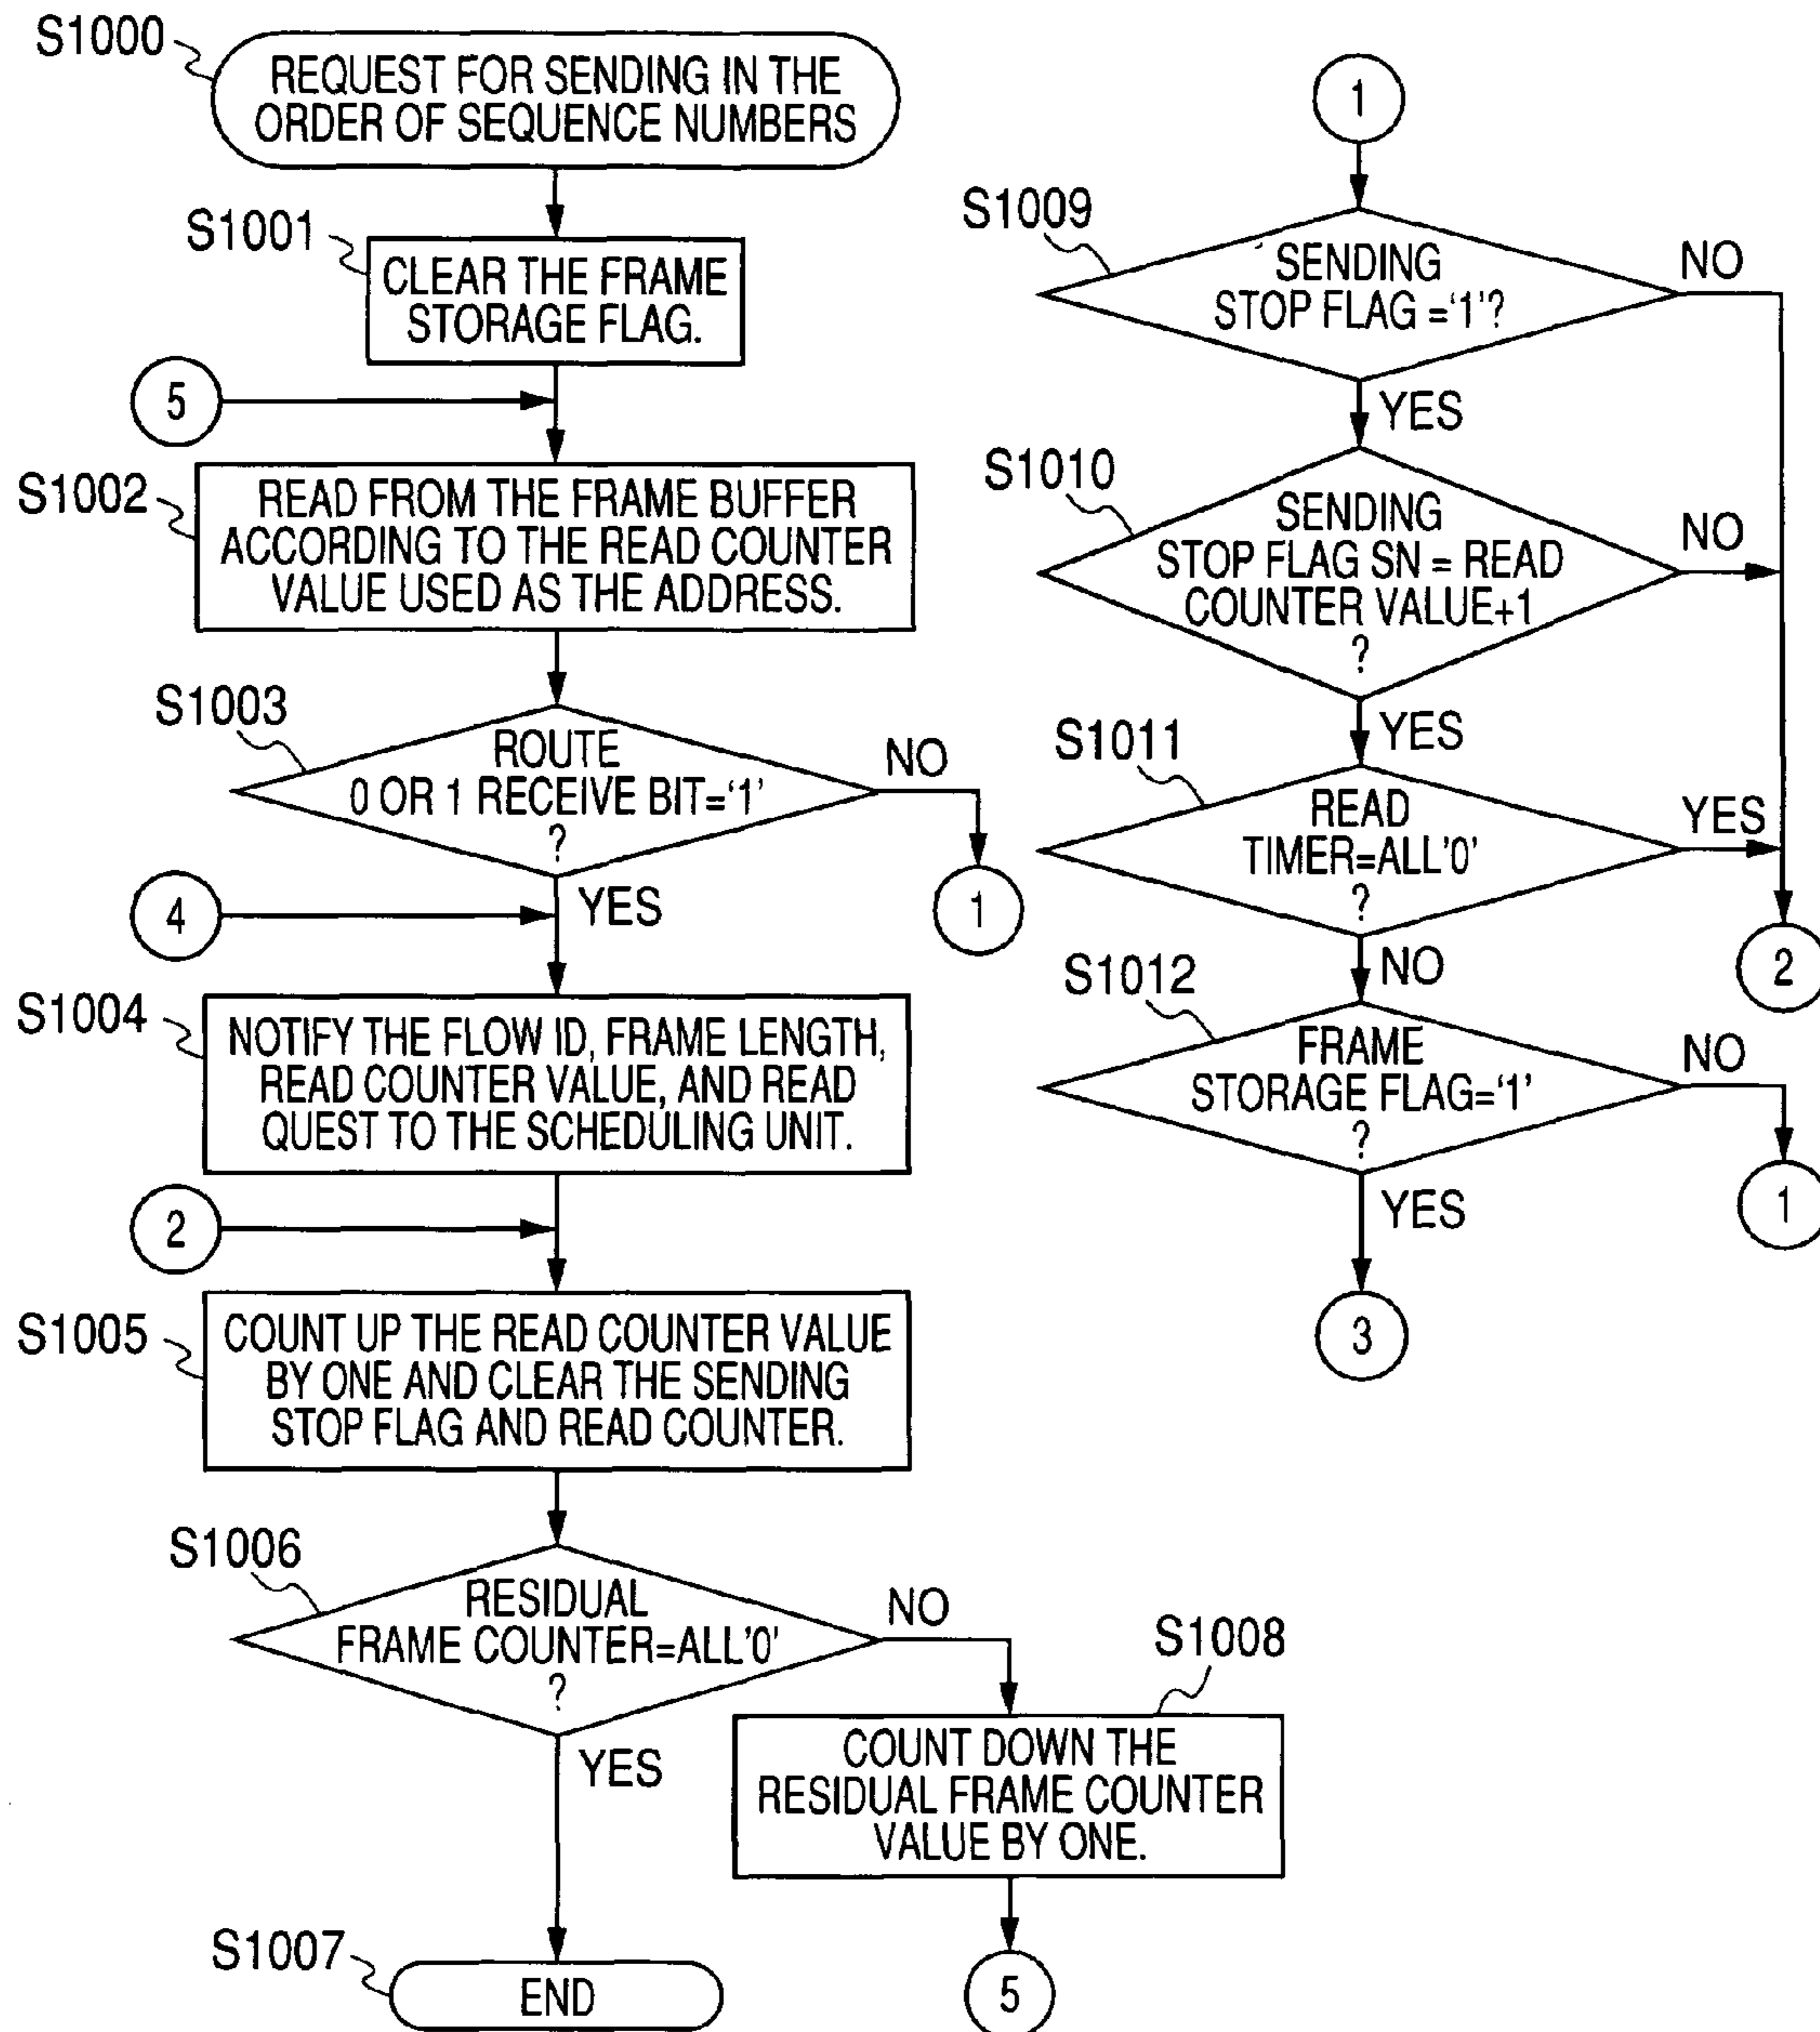 S1000
REQUEST FOR SENDING IN THE
ORDER OF SEQUENCE NUMBERS
S1001
CLEAR THE FRAME
STORAGE FLAG.
5
S1002
READ FROM THE FRAME BUFFER
ACCORDING TO THE READ COUNTER
VALUE USED AS THE ADDRESS.
S1003
ROUTE
0 OR 1 RECEIVE BIT=‘1’
?
NO
1
YES
4
S1004
NOTIFY THE FLOW ID, FRAME LENGTH,
READ COUNTER VALUE, AND READ
QUEST TO THE SCHEDULING UNIT.
2
S1005
COUNT UP THE READ COUNTER VALUE
BY ONE AND CLEAR THE SENDING
STOP FLAG AND READ COUNTER.
S1006
RESIDUAL
FRAME COUNTER=ALL'0'
?
NO
YES
S1008
COUNT DOWN THE
RESIDUAL FRAME COUNTER
VALUE BY ONE.
5
S1007
END
1
S1009
SENDING
STOP FLAG =‘1’?
NO
YES
S1010
SENDING
STOP FLAG SN = READ
COUNTER VALUE+1
?
NO
YES
S1011
READ
TIMER=ALL'0'
?
YES
2
NO
S1012
FRAME
STORAGE FLAG=‘1’
?
NO
1
YES
3